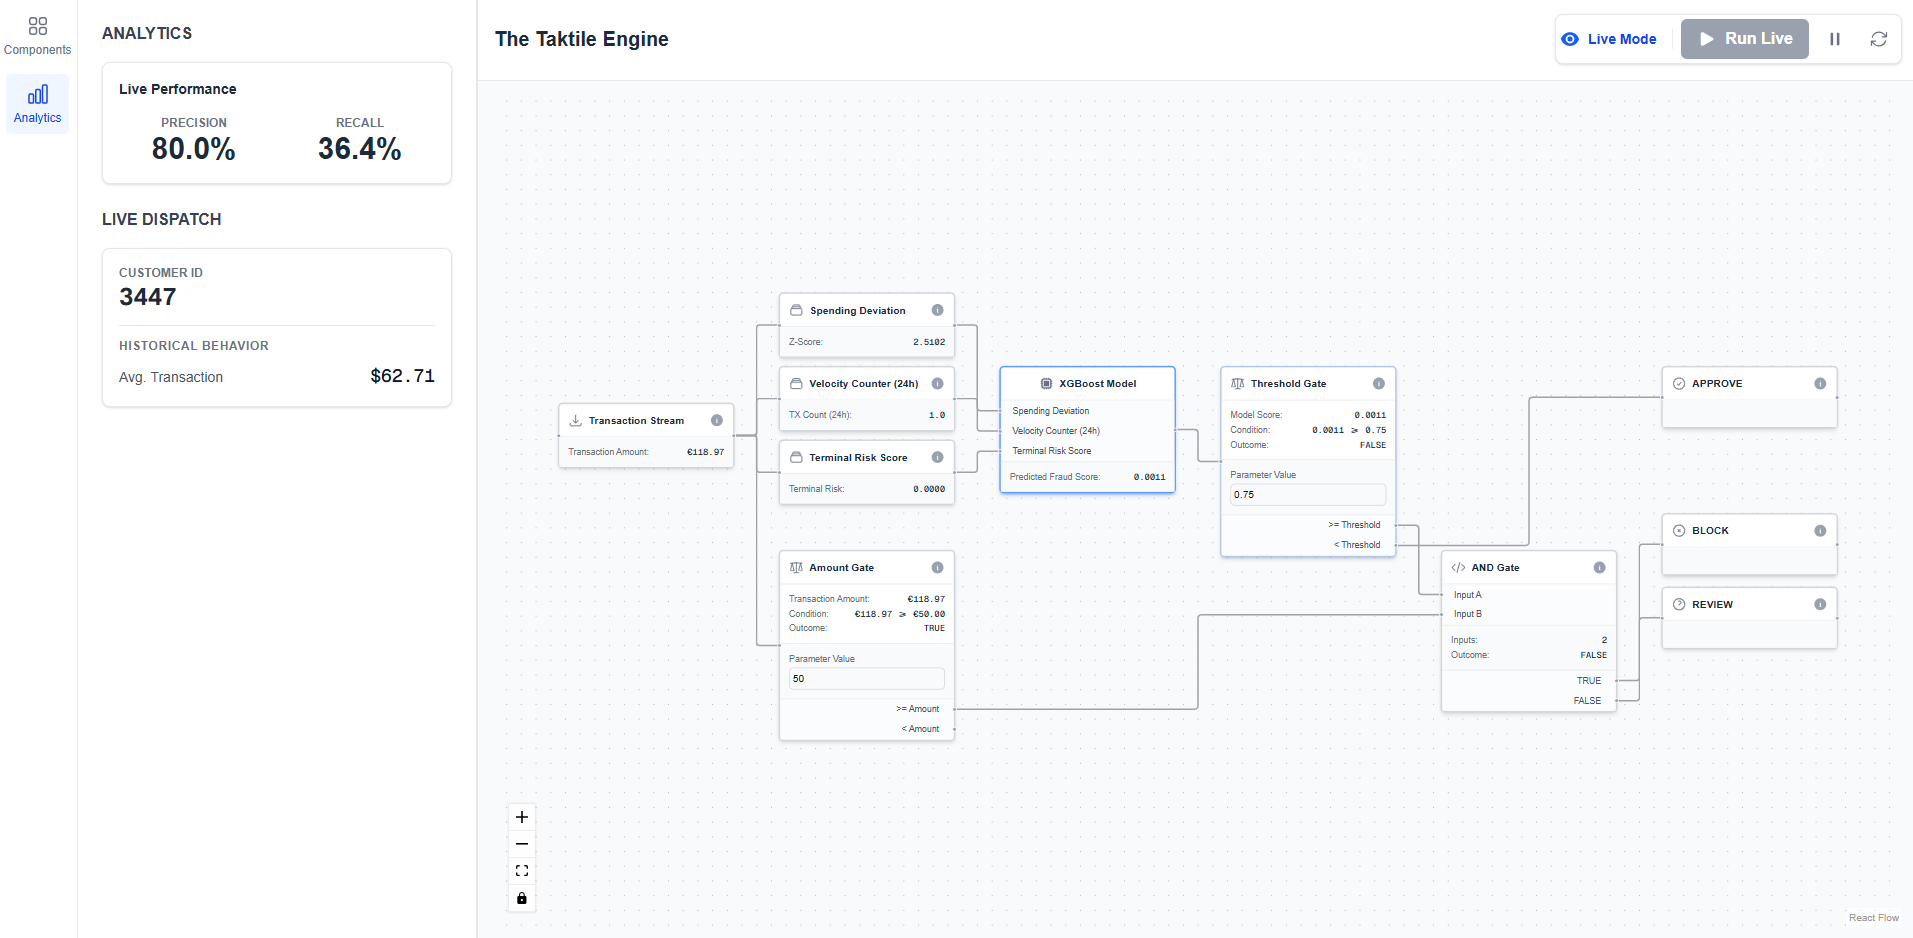 Components
Analytics
ANALYTICS
Live Performance
PRECISION RECALL
80.0% 36.4%
LIVE DISPATCH
CUSTOMER ID
3447
HISTORICAL BEHAVIOR
Avg. Transaction $62.71
The Taktile Engine
Live Mode
Run Live
Transaction Stream
Transaction Amount: €118.97
Spending Deviation
Z-Score: 2.5102
Velocity Counter (24h)
TX Count (24h): 1.0
Terminal Risk Score
Terminal Risk: 0.0000
Amount Gate
Transaction Amount: €118.97
Condition: €118.97 ≥ €50.00
Outcome: TRUE
Parameter Value
50
>= Amount
< Amount
XGBoost Model
Spending Deviation
Velocity Counter (24h)
Terminal Risk Score
Predicted Fraud Score: 0.0011
Threshold Gate
Model Score: 0.0011
Condition: 0.0011 ≥ 0.75
Outcome: FALSE
Parameter Value
0.75
>= Threshold
< Threshold
AND Gate
Input A
Input B
Inputs: 2
Outcome: FALSE
TRUE
FALSE
APPROVE
BLOCK
REVIEW
React Flow